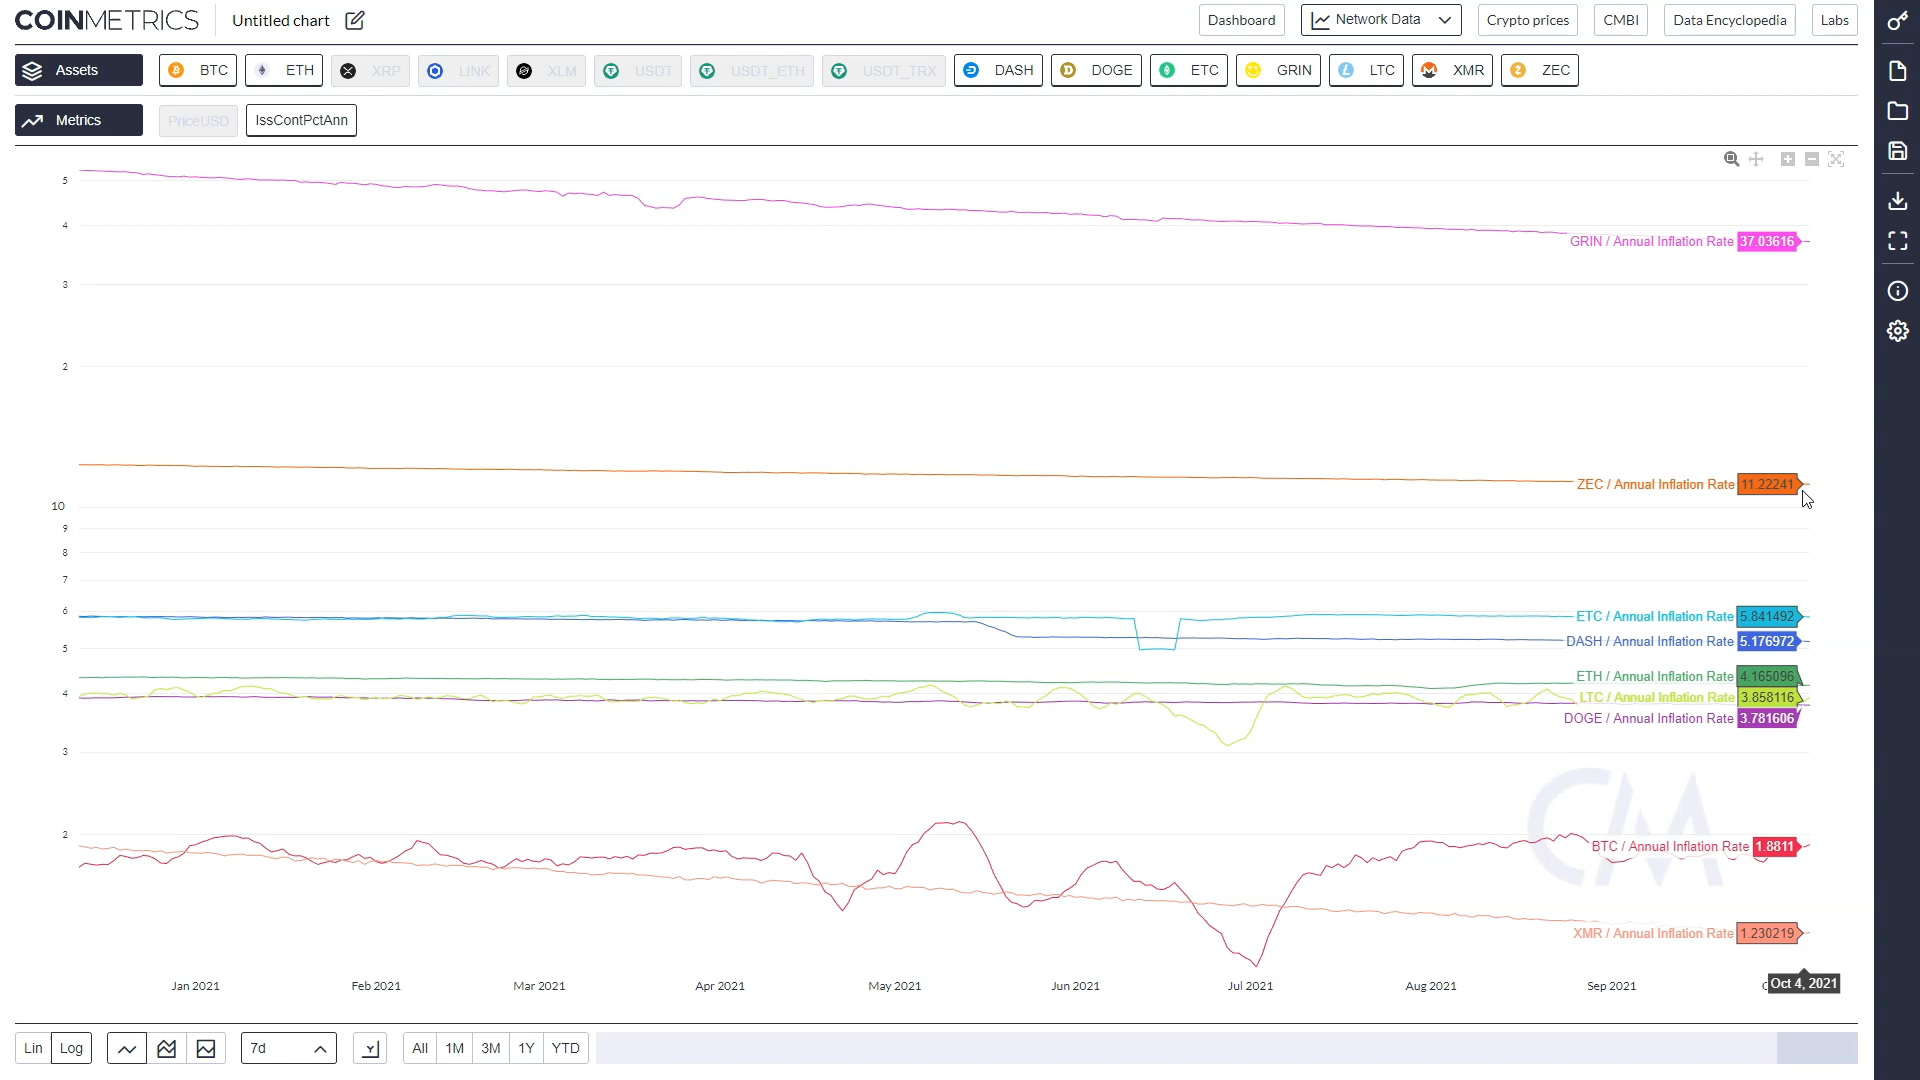 COINMETRICS Untitled chart Dashboard Network Data Crypto prices CMBI Data Encyclopedia Labs
Assets BTC ETH XRP LINK XLM USDT USDT_ETH USDT_TRX DASH DOGE ETC GRIN LTC XMR ZEC
Metrics PriceUSD IssContPctAnn
5
4
GRIN / Annual Inflation Rate 37.03616
3
2
ZEC / Annual Inflation Rate 11.22241
10
9
8
7
6
ETC / Annual Inflation Rate 5.841492
DASH / Annual Inflation Rate 5.176972
5
ETH / Annual Inflation Rate 4.165096
4
LTC / Annual Inflation Rate 3.858116
DOGE / Annual Inflation Rate 3.781606
3
CM
2
BTC / Annual Inflation Rate 1.8811
XMR / Annual Inflation Rate 1.230219
Jan 2021 Feb 2021 Mar 2021 Apr 2021 May 2021 Jun 2021 Jul 2021 Aug 2021 Sep 2021 Oct 4, 2021
Lin Log 7d All 1M 3M 1Y YTD